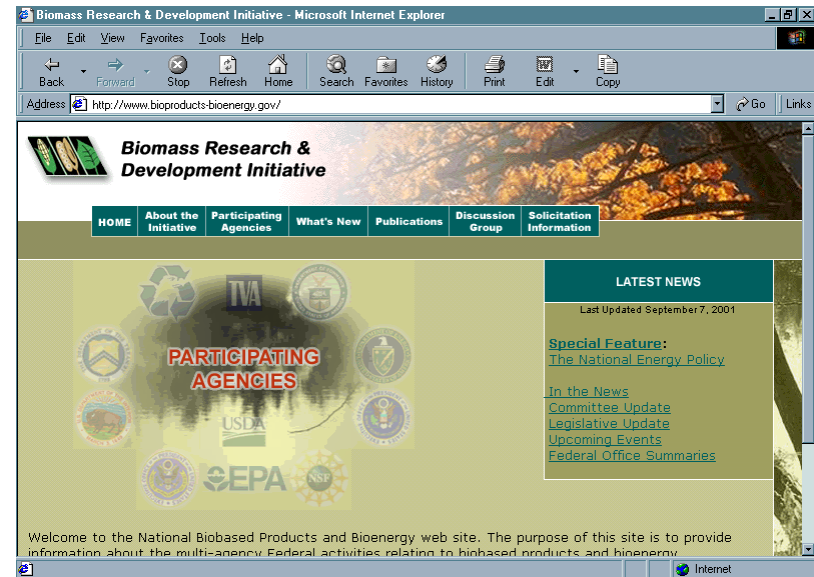 Biomass Research & Development Initiative - Microsoft Internet Explorer
File Edit View Favorites Tools Help
Back Forward Stop Refresh Home Search Favorites History Print Edit Copy
Address http://www.bioproducts-bioenergy.gov/ Go Links
Biomass Research &
Development Initiative
HOME About the Initiative Participating Agencies What's New Publications Discussion Group Solicitation Information
LATEST NEWS
Last Updated September 7, 2001
Special Feature:
The National Energy Policy
In the News
Committee Update
Legislative Update
Upcoming Events
Federal Office Summaries
TVA
PARTICIPATING
AGENCIES
USDA
EPA
NSF
Welcome to the National Biobased Products and Bioenergy web site. The purpose of this site is to provide
information about the multi-agency Federal activities relating to biobased products and bioenergy
Internet